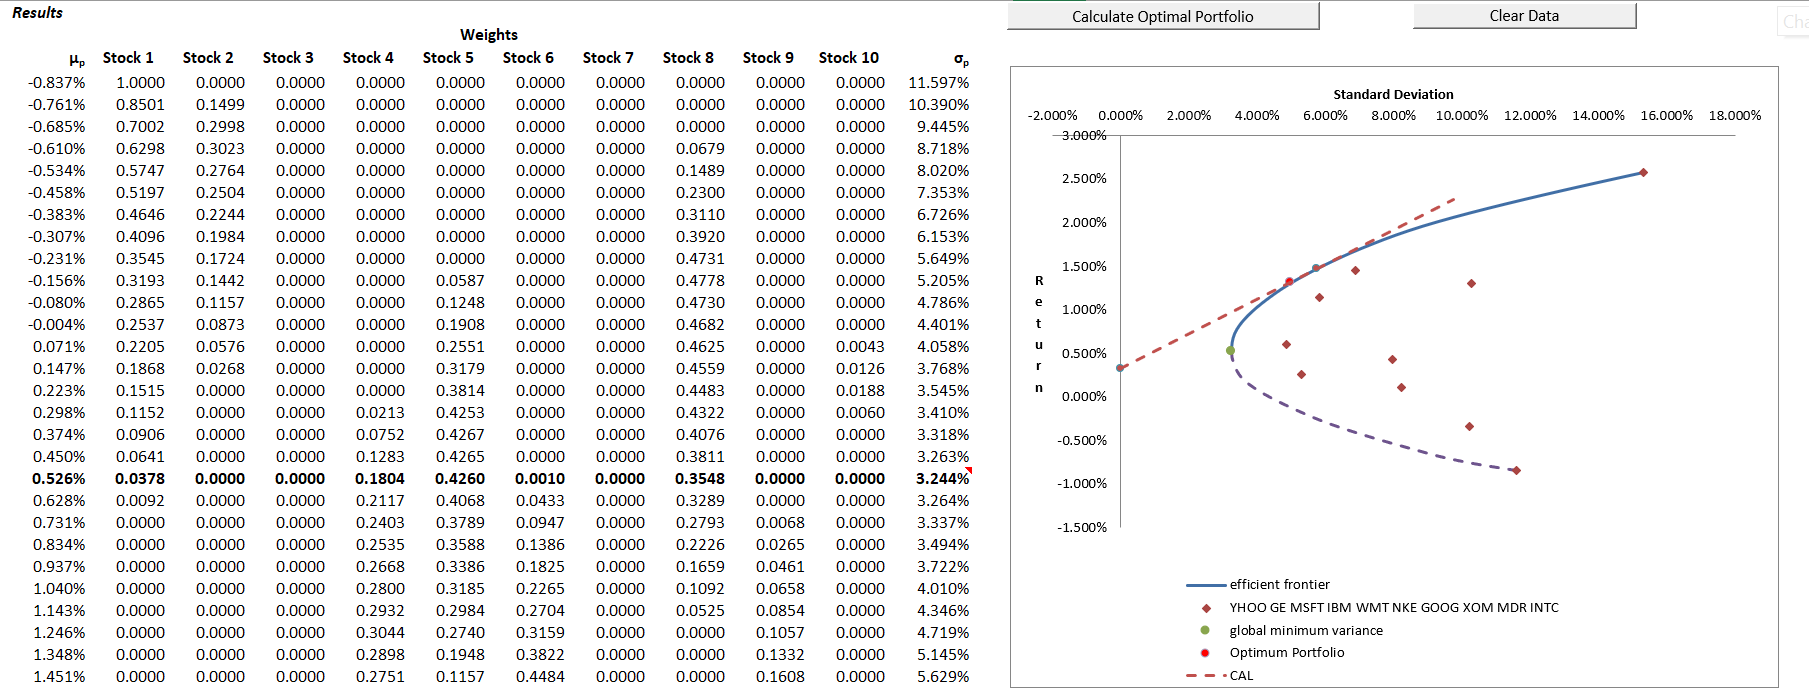 Results
Calculate Optimal Portfolio
Clear Data
Weights
μp Stock 1 Stock 2 Stock 3 Stock 4 Stock 5 Stock 6 Stock 7 Stock 8 Stock 9 Stock 10 σp
-0.837% 1.0000 0.0000 0.0000 0.0000 0.0000 0.0000 0.0000 0.0000 0.0000 0.0000 11.597%
-0.761% 0.8501 0.1499 0.0000 0.0000 0.0000 0.0000 0.0000 0.0000 0.0000 0.0000 10.390%
-0.685% 0.7002 0.2998 0.0000 0.0000 0.0000 0.0000 0.0000 0.0000 0.0000 0.0000 9.445%
-0.610% 0.6298 0.3023 0.0000 0.0000 0.0000 0.0000 0.0000 0.0679 0.0000 0.0000 8.718%
-0.534% 0.5747 0.2764 0.0000 0.0000 0.0000 0.0000 0.0000 0.1489 0.0000 0.0000 8.020%
-0.458% 0.5197 0.2504 0.0000 0.0000 0.0000 0.0000 0.0000 0.2300 0.0000 0.0000 7.353%
-0.383% 0.4646 0.2244 0.0000 0.0000 0.0000 0.0000 0.0000 0.3110 0.0000 0.0000 6.726%
-0.307% 0.4096 0.1984 0.0000 0.0000 0.0000 0.0000 0.0000 0.3920 0.0000 0.0000 6.153%
-0.231% 0.3545 0.1724 0.0000 0.0000 0.0000 0.0000 0.0000 0.4731 0.0000 0.0000 5.649%
-0.156% 0.3193 0.1442 0.0000 0.0000 0.0587 0.0000 0.0000 0.4778 0.0000 0.0000 5.205%
-0.080% 0.2865 0.1157 0.0000 0.0000 0.1248 0.0000 0.0000 0.4730 0.0000 0.0000 4.786%
-0.004% 0.2537 0.0873 0.0000 0.0000 0.1908 0.0000 0.0000 0.4682 0.0000 0.0000 4.401%
0.071% 0.2205 0.0576 0.0000 0.0000 0.2551 0.0000 0.0000 0.4625 0.0000 0.0043 4.058%
0.147% 0.1868 0.0268 0.0000 0.0000 0.3179 0.0000 0.0000 0.4559 0.0000 0.0126 3.768%
0.223% 0.1515 0.0000 0.0000 0.0000 0.3814 0.0000 0.0000 0.4483 0.0000 0.0188 3.545%
0.298% 0.1152 0.0000 0.0000 0.0213 0.4253 0.0000 0.0000 0.4322 0.0000 0.0060 3.410%
0.374% 0.0906 0.0000 0.0000 0.0752 0.4267 0.0000 0.0000 0.4076 0.0000 0.0000 3.318%
0.450% 0.0641 0.0000 0.0000 0.1283 0.4265 0.0000 0.0000 0.3811 0.0000 0.0000 3.263%
0.526% 0.0378 0.0000 0.0000 0.1804 0.4260 0.0010 0.0000 0.3548 0.0000 0.0000 3.244%
0.628% 0.0092 0.0000 0.0000 0.2117 0.4068 0.0433 0.0000 0.3289 0.0000 0.0000 3.264%
0.731% 0.0000 0.0000 0.0000 0.2403 0.3789 0.0947 0.0000 0.2793 0.0068 0.0000 3.337%
0.834% 0.0000 0.0000 0.0000 0.2535 0.3588 0.1386 0.0000 0.2226 0.0265 0.0000 3.494%
0.937% 0.0000 0.0000 0.0000 0.2668 0.3386 0.1825 0.0000 0.1659 0.0461 0.0000 3.722%
1.040% 0.0000 0.0000 0.0000 0.2800 0.3185 0.2265 0.0000 0.1092 0.0658 0.0000 4.010%
1.143% 0.0000 0.0000 0.0000 0.2932 0.2984 0.2704 0.0000 0.0525 0.0854 0.0000 4.346%
1.246% 0.0000 0.0000 0.0000 0.3044 0.2740 0.3159 0.0000 0.0000 0.1057 0.0000 4.719%
1.348% 0.0000 0.0000 0.0000 0.2898 0.1948 0.3822 0.0000 0.0000 0.1332 0.0000 5.145%
1.451% 0.0000 0.0000 0.0000 0.2751 0.1157 0.4484 0.0000 0.0000 0.1608 0.0000 5.629%
Cha
Standard Deviation
-2.000% 0.000% 2.000% 4.000% 6.000% 8.000% 10.000% 12.000% 14.000% 16.000% 18.000%
3.000%
2.500%
2.000%
1.500%
1.000%
0.500%
0.000%
-0.500%
-1.000%
-1.500%
Return
efficient frontier
YHOO GE MSFT IBM WMT NKE GOOG XOM MDR INTC
global minimum variance
Optimum Portfolio
CAL